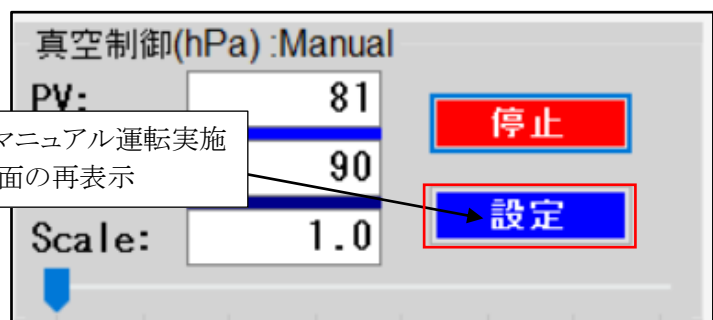 真空制御(hPa) :Manual
PV: 81
停止
マニュアル運転実施
面の再表示
90
設定
Scale: 1.0